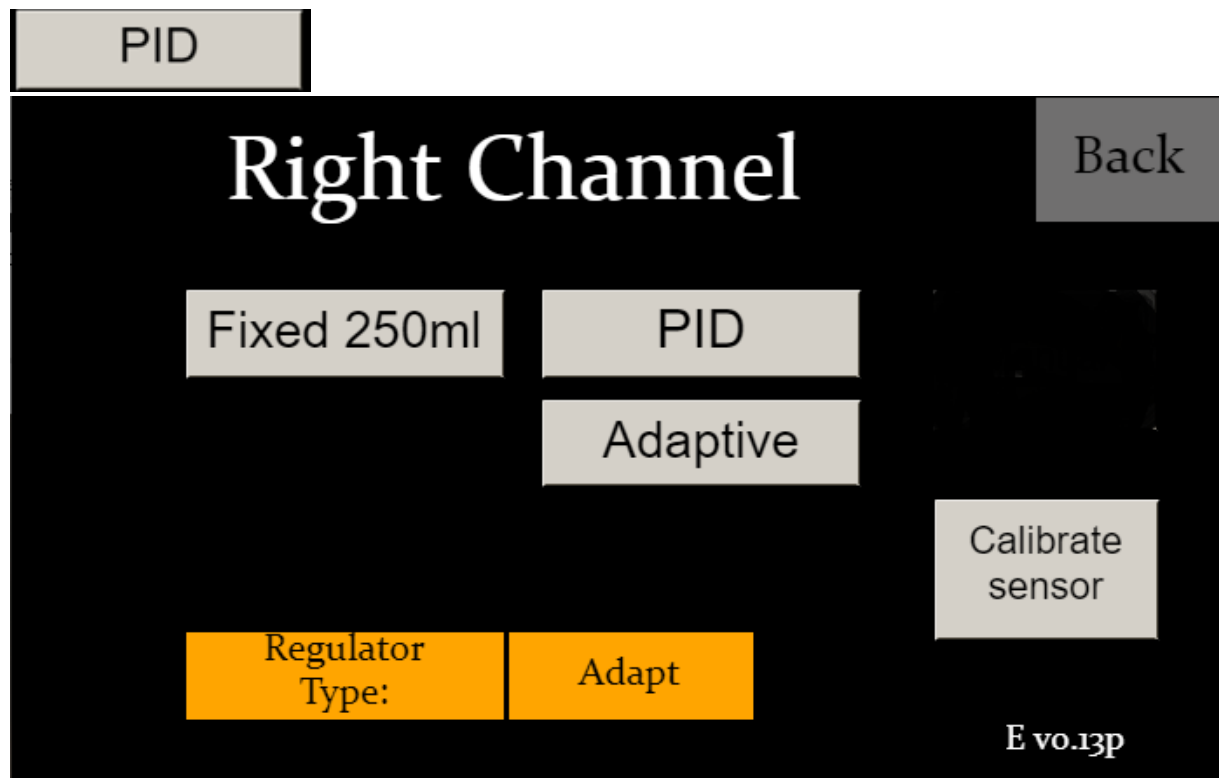 PID
Right Channel
Back
Fixed 250ml
PID
Adaptive
Calibrate
sensor
Regulator
Type:
Adapt
E v0.13p